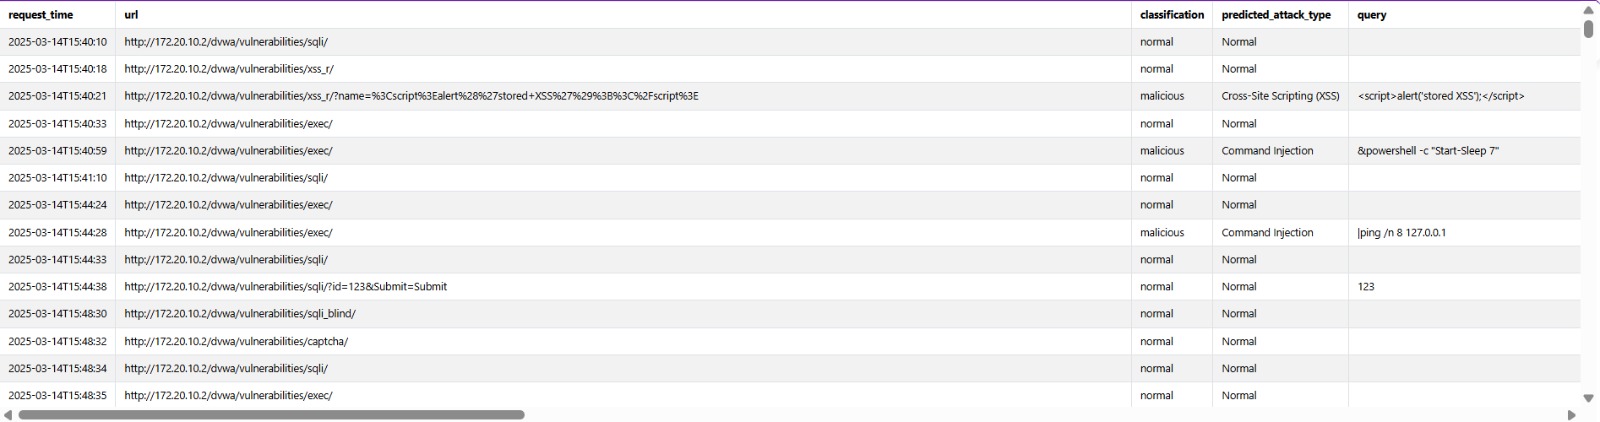 request_time url classification predicted_attack_type query
2025-03-14T15:40:10 http://172.20.10.2/dvwa/vulnerabilities/sqli/ normal Normal
2025-03-14T15:40:18 http://172.20.10.2/dvwa/vulnerabilities/xss_r/ normal Normal
2025-03-14T15:40:21 http://172.20.10.2/dvwa/vulnerabilities/xss_r/?name=%3Cscript%3Ealert%28%27stored+XSS%27%29%3B%3C%2Fscript%3E malicious Cross-Site Scripting (XSS) <script>alert('stored XSS');</script>
2025-03-14T15:40:33 http://172.20.10.2/dvwa/vulnerabilities/exec/ normal Normal
2025-03-14T15:40:59 http://172.20.10.2/dvwa/vulnerabilities/exec/ malicious Command Injection &powershell -c "Start-Sleep 7"
2025-03-14T15:41:10 http://172.20.10.2/dvwa/vulnerabilities/sqli/ normal Normal
2025-03-14T15:44:24 http://172.20.10.2/dvwa/vulnerabilities/exec/ normal Normal
2025-03-14T15:44:28 http://172.20.10.2/dvwa/vulnerabilities/exec/ malicious Command Injection |ping /n 8 127.0.0.1
2025-03-14T15:44:33 http://172.20.10.2/dvwa/vulnerabilities/sqli/ normal Normal
2025-03-14T15:44:38 http://172.20.10.2/dvwa/vulnerabilities/sqli/?id=123&Submit=Submit normal Normal 123
2025-03-14T15:48:30 http://172.20.10.2/dvwa/vulnerabilities/sqli_blind/ normal Normal
2025-03-14T15:48:32 http://172.20.10.2/dvwa/vulnerabilities/captcha/ normal Normal
2025-03-14T15:48:34 http://172.20.10.2/dvwa/vulnerabilities/sqli/ normal Normal
2025-03-14T15:48:35 http://172.20.10.2/dvwa/vulnerabilities/exec/ normal Normal